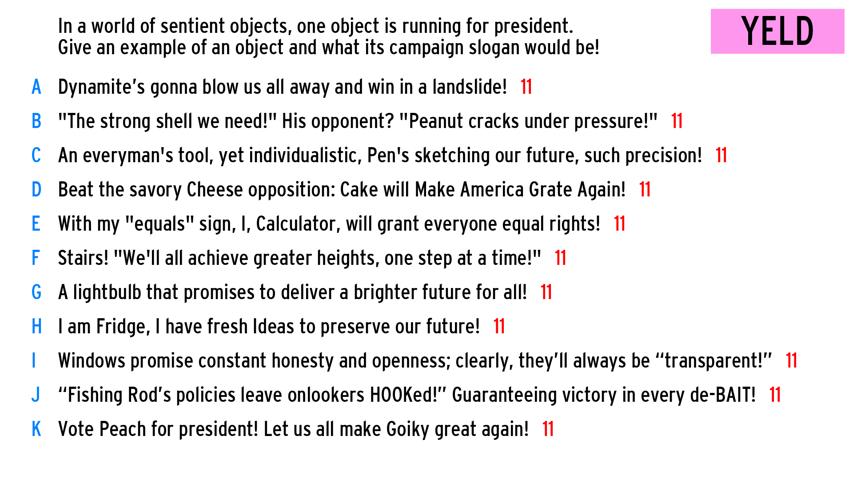 In a world of sentient objects, one object is running for president.
Give an example of an object and what its campaign slogan would be!
YELD
A Dynamite’s gonna blow us all away and win in a landslide! 11
B "The strong shell we need!" His opponent? "Peanut cracks under pressure!" 11
C An everyman's tool, yet individualistic, Pen's sketching our future, such precision! 11
D Beat the savory Cheese opposition: Cake will Make America Grate Again! 11
E With my "equals" sign, I, Calculator, will grant everyone equal rights! 11
F Stairs! "We'll all achieve greater heights, one step at a time!" 11
G A lightbulb that promises to deliver a brighter future for all! 11
H I am Fridge, I have fresh Ideas to preserve our future! 11
I Windows promise constant honesty and openness; clearly, they’ll always be “transparent!” 11
J “Fishing Rod’s policies leave onlookers HOOKed!” Guaranteeing victory in every de-BAIT! 11
K Vote Peach for president! Let us all make Goiky great again! 11